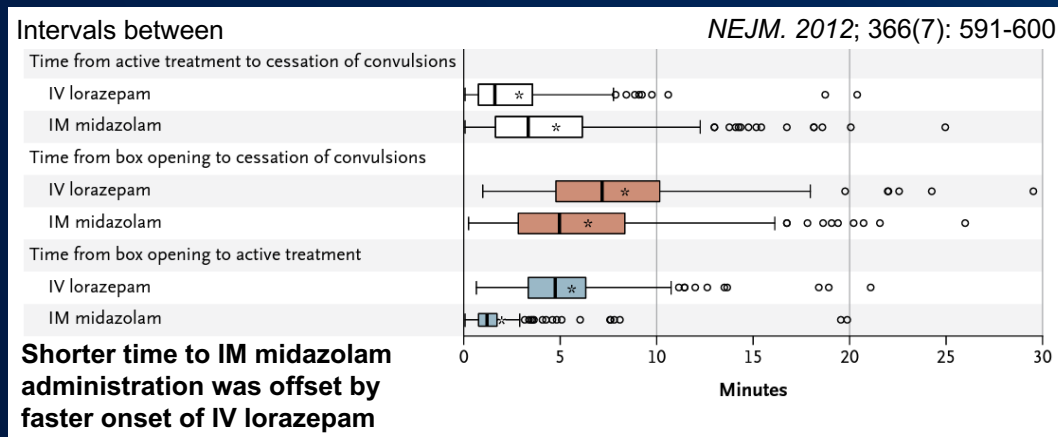 Intervals between
NEJM. 2012; 366(7): 591-600
Time from active treatment to cessation of convulsions
IV lorazepam
IM midazolam
Time from box opening to cessation of convulsions
IV lorazepam
IM midazolam
Time from box opening to active treatment
IV lorazepam
IM midazolam
0 5 10 15 20 25 30
Minutes
Shorter time to IM midazolam
administration was offset by
faster onset of IV lorazepam